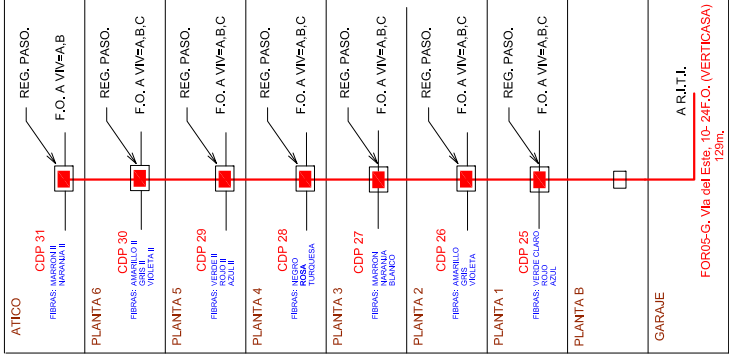 ATICO
CDP 31
FIBRAS: MARRON II
NARANJA II
REG. PASO.
F.O. A VIV=A,B
PLANTA 6
CDP 30
FIBRAS: AMARILLO II
GRIS II
VIOLETA II
REG. PASO.
F.O. A VIV=A,B,C
PLANTA 5
CDP 29
FIBRAS: VERDE II
ROJO II
AZUL II
REG. PASO.
F.O. A VIV=A,B,C
PLANTA 4
CDP 28
FIBRAS: NEGRO
ROSA
TURQUESA
REG. PASO.
F.O. A VIV=A,B,C
PLANTA 3
CDP 27
FIBRAS: MARRON
NARANJA
BLANCO
REG. PASO.
F.O. A VIV=A,B,C
PLANTA 2
CDP 26
FIBRAS: AMARILLO
GRIS
VIOLETA
REG. PASO.
F.O. A VIV=A,B,C
PLANTA 1
CDP 25
FIBRAS: VERDE CLARO
ROJO
AZUL
REG. PASO.
F.O. A VIV=A,B,C
PLANTA B
GARAJE
A R.I.T.I.
FOR05-G. Vía del Este, 10- 24F.O. (VERTICASA)
129m.